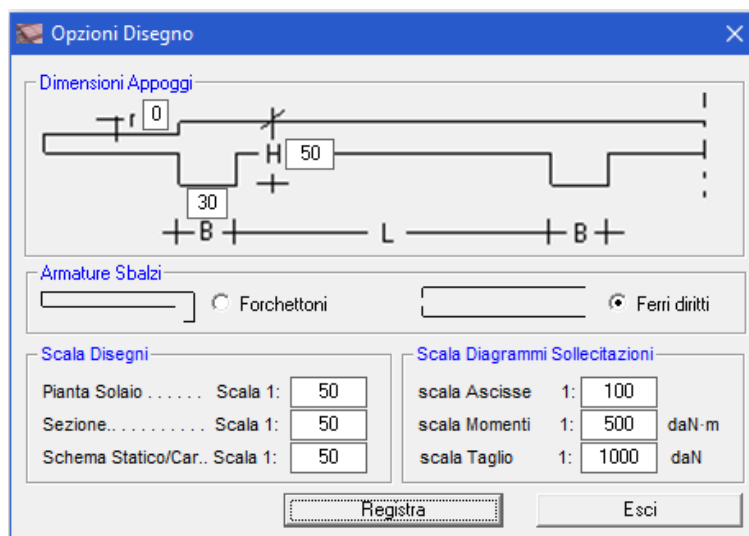 Opzioni Disegno
Dimensioni Appoggi
r 0
H 50
30
B L B
Armature Sbalzi
Forchettoni Ferri diritti
Scala Disegni
Pianta Solaio . . . . . . Scala 1: 50
Sezione.. . . . . . . . . . Scala 1: 50
Schema Statico/Car.. Scala 1: 50
Scala Diagrammi Sollecitazioni
scala Ascisse 1: 100
scala Momenti 1: 500 daN·m
scala Taglio 1: 1000 daN
Registra Esci